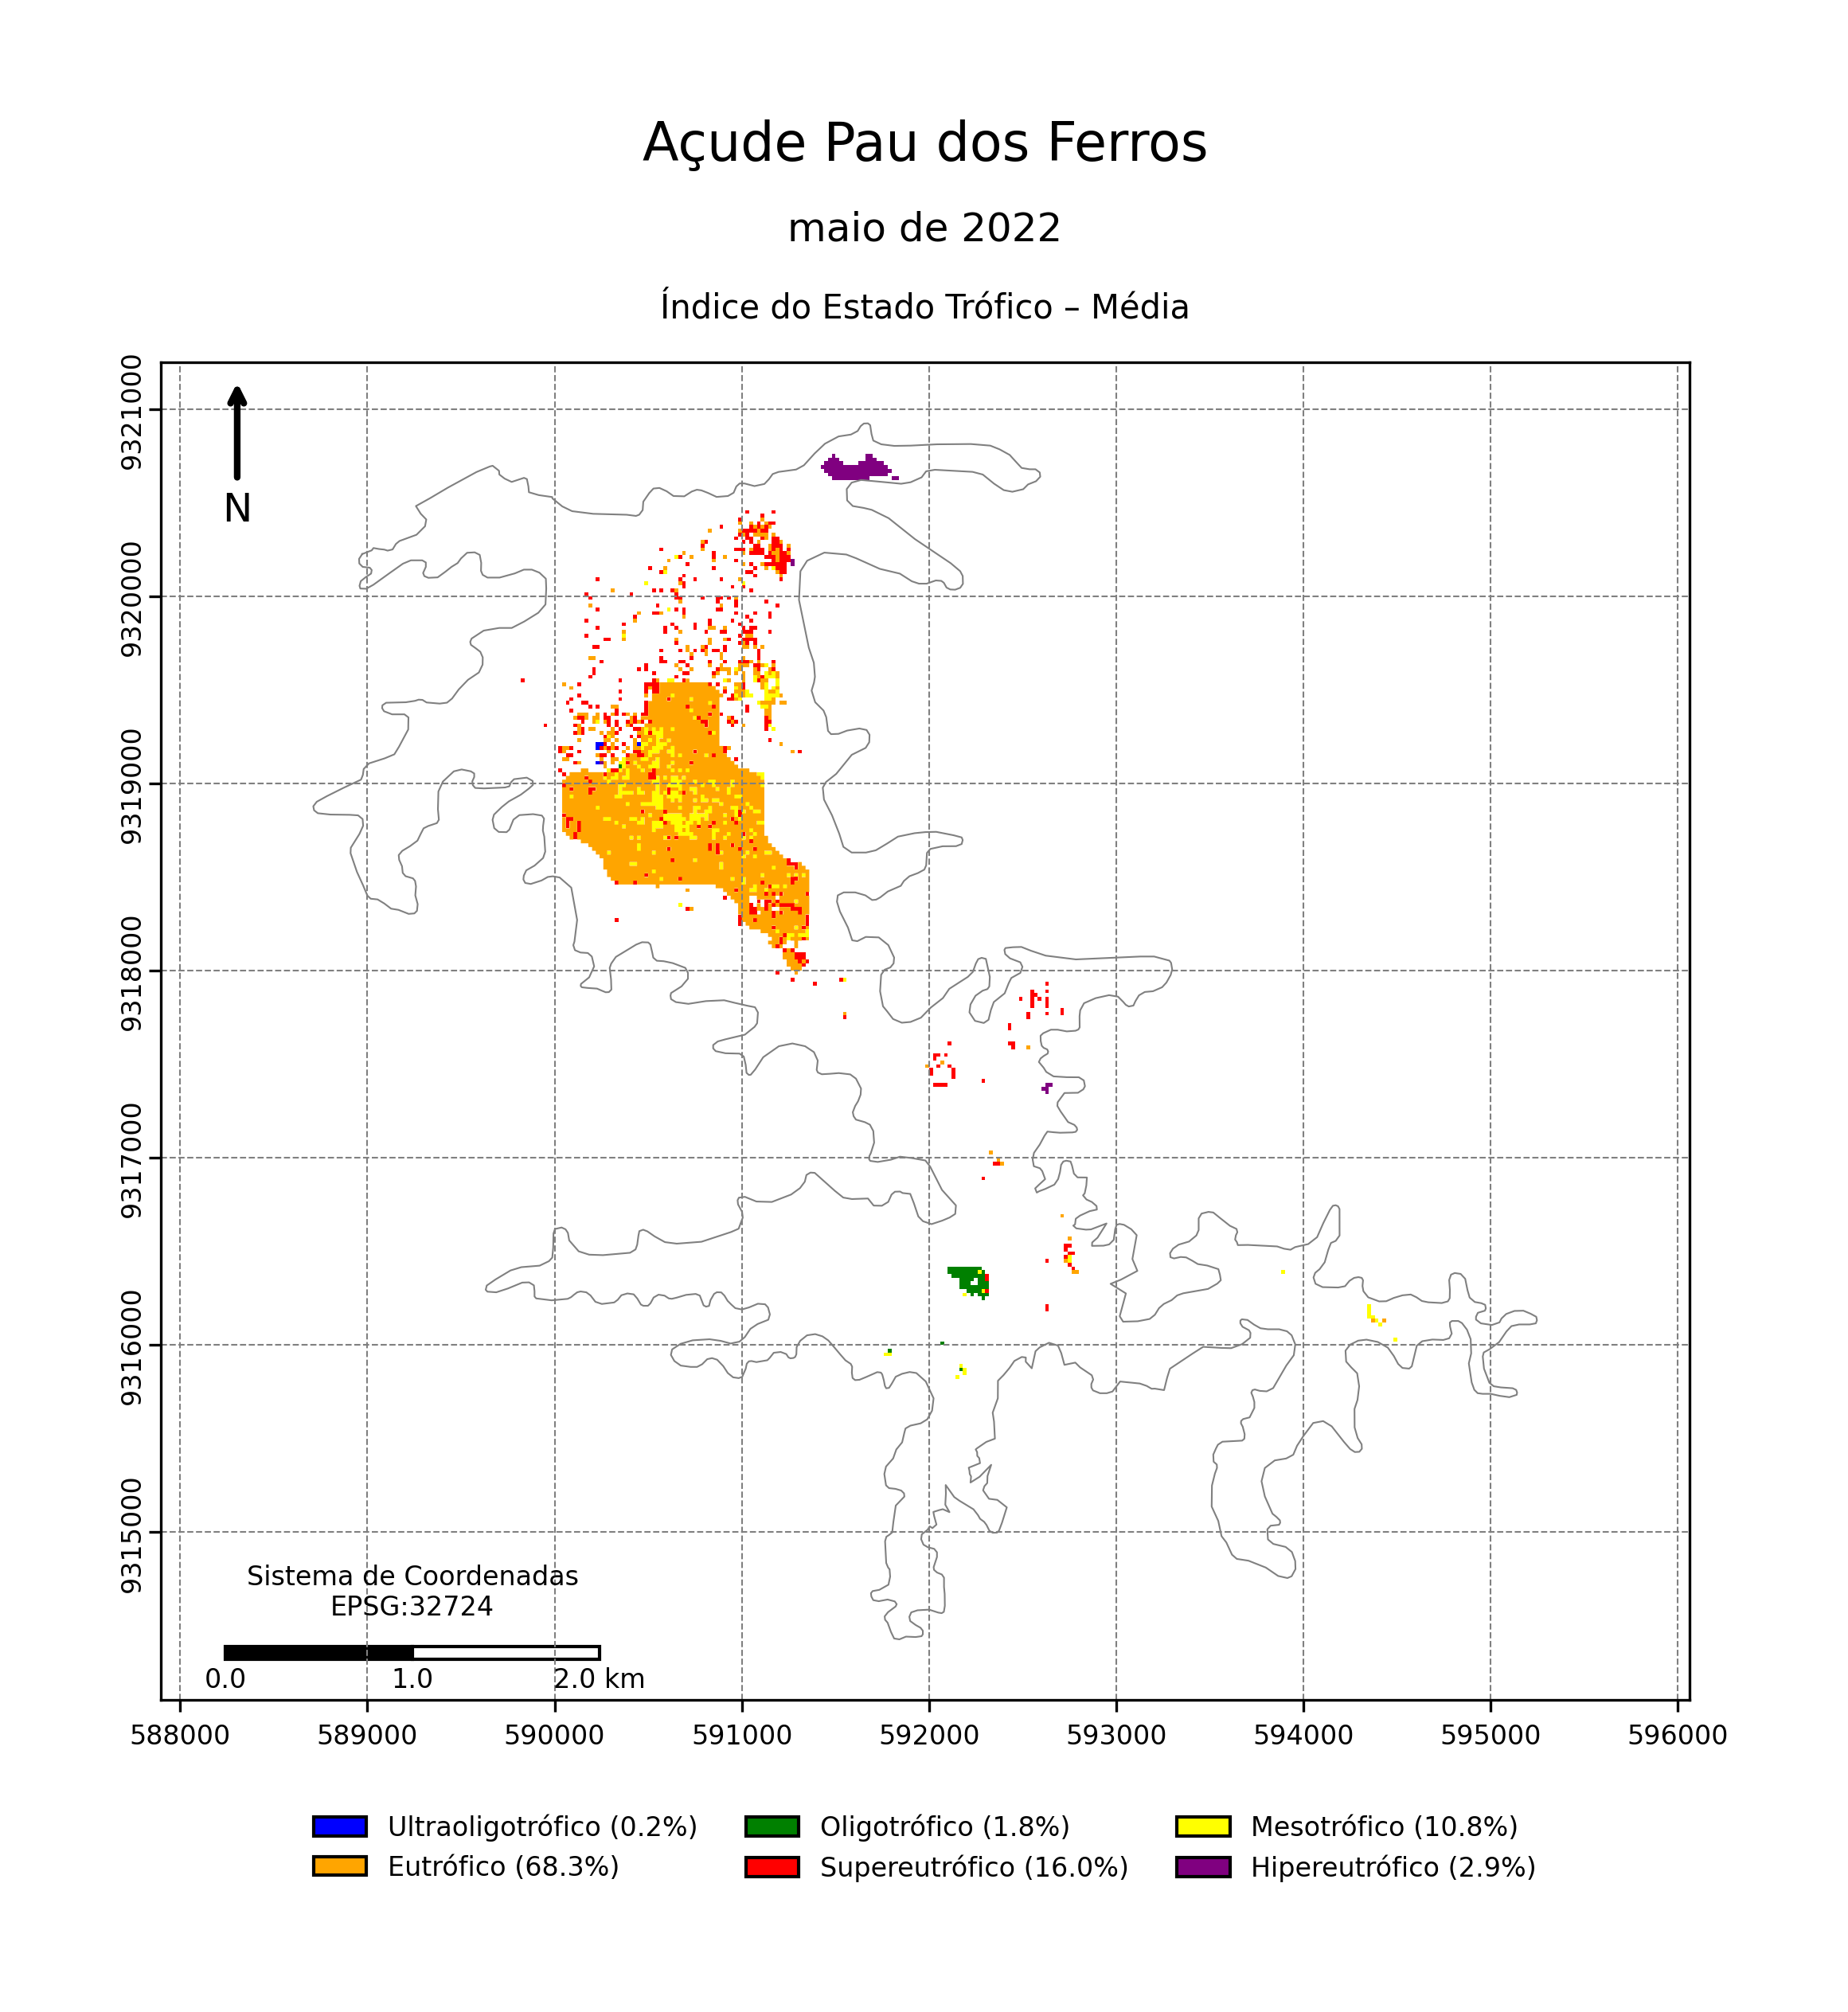 Açude Pau dos Ferros
maio de 2022
Índice do Estado Trófico – Média
9321000
9320000
9319000
9318000
9317000
9316000
9315000
N
Sistema de Coordenadas
EPSG:32724
0.0 1.0 2.0 km
588000 589000 590000 591000 592000 593000 594000 595000 596000
Ultraoligotrófico (0.2%) Oligotrófico (1.8%) Mesotrófico (10.8%)
Eutrófico (68.3%) Supereutrófico (16.0%) Hipereutrófico (2.9%)